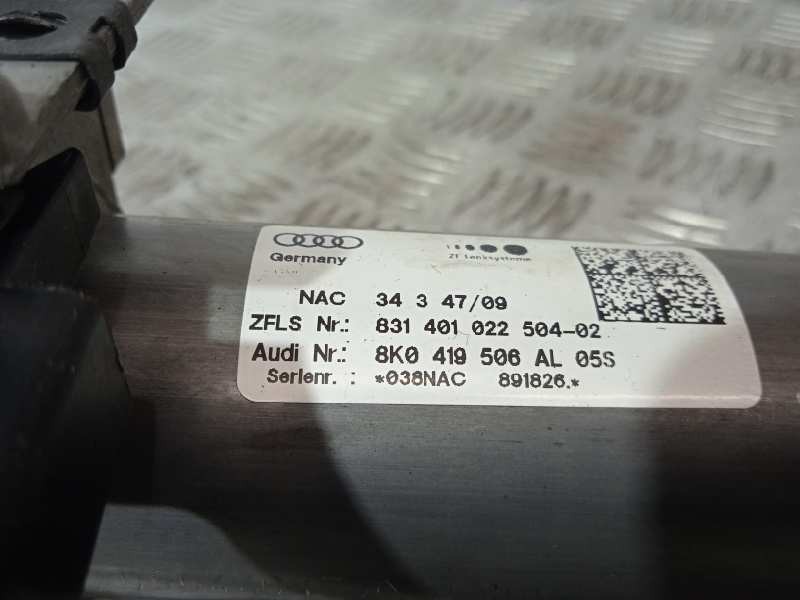 Germany
ZF Lenksysteme
NAC 34 3 47/09
ZFLS Nr.: 831 401 022 504-02
Audi Nr.: 8K0 419 506 AL 05S
Serienr. : *038NAC 891826.*